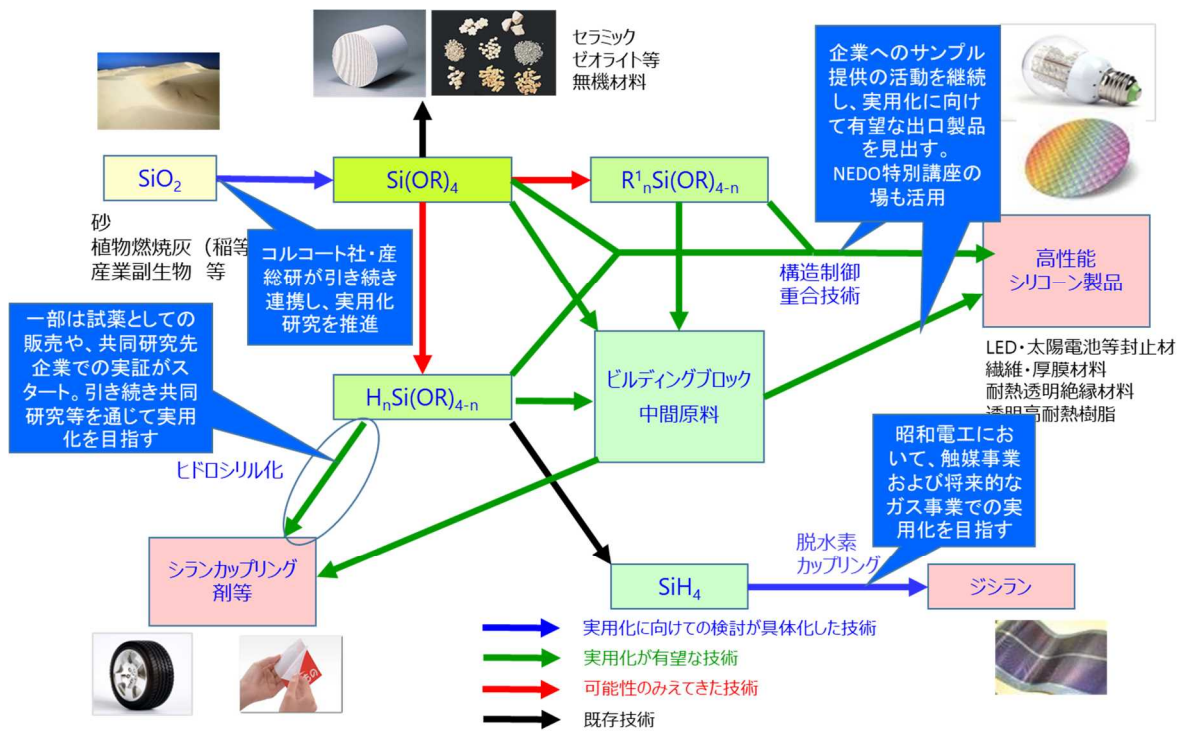 セラミック
ゼオライト等
無機材料
企業へのサンプル
提供の活動を継続
し、実用化に向け
て有望な出口製品
を見出す。
NEDO特別講座の
場も活用
SiO₂
Si(OR)₄
R¹ₙSi(OR)₄₋ₙ
砂
植物燃焼灰（稲等
産業副生物 等
コルコート社・産
総研が引き続き
連携し、実用化
研究を推進
構造制御
重合技術
高性能
シリコーン製品
一部は試薬としての
販売や、共同研究先
企業での実証がス
タート。引き続き共同
研究等を通じて実用
化を目指す
LED・太陽電池等封止材
繊維・厚膜材料
耐熱透明絶縁材料
透明高耐熱樹脂
HₙSi(OR)₄₋ₙ
ビルディングブロック
中間原料
ヒドロシリル化
昭和電工にお
いて、触媒事業
および将来的な
ガス事業での実
用化を目指す
シランカップリング
剤等
脱水素
カップリング
SiH₄
ジシラン
実用化に向けての検討が具体化した技術
実用化が有望な技術
可能性のみえてきた技術
既存技術